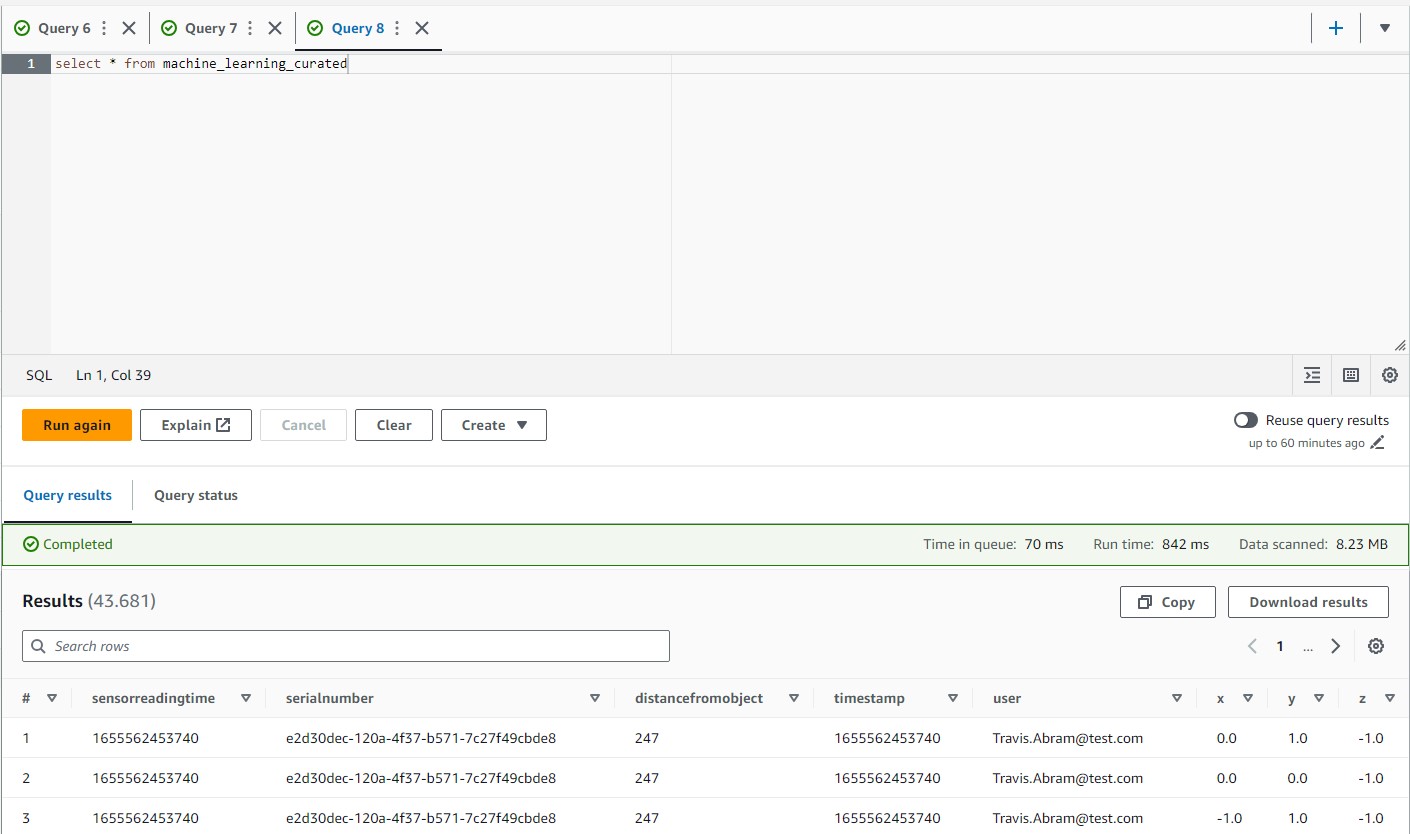 Query 6 Query 7 Query 8
1 select * from machine_learning_curated
SQL Ln 1, Col 39
Run again Explain Cancel Clear Create Reuse query results
up to 60 minutes ago
Query results Query status
Completed Time in queue: 70 ms Run time: 842 ms Data scanned: 8.23 MB
Results (43.681) Copy Download results
Search rows 1 ...
# sensorreadingtime serialnumber distancefromobject timestamp user x y z
1 1655562453740 e2d30dec-120a-4f37-b571-7c27f49cbde8 247 1655562453740 Travis.Abram@test.com 0.0 1.0 -1.0
2 1655562453740 e2d30dec-120a-4f37-b571-7c27f49cbde8 247 1655562453740 Travis.Abram@test.com 0.0 0.0 -1.0
3 1655562453740 e2d30dec-120a-4f37-b571-7c27f49cbde8 247 1655562453740 Travis.Abram@test.com -1.0 1.0 -1.0